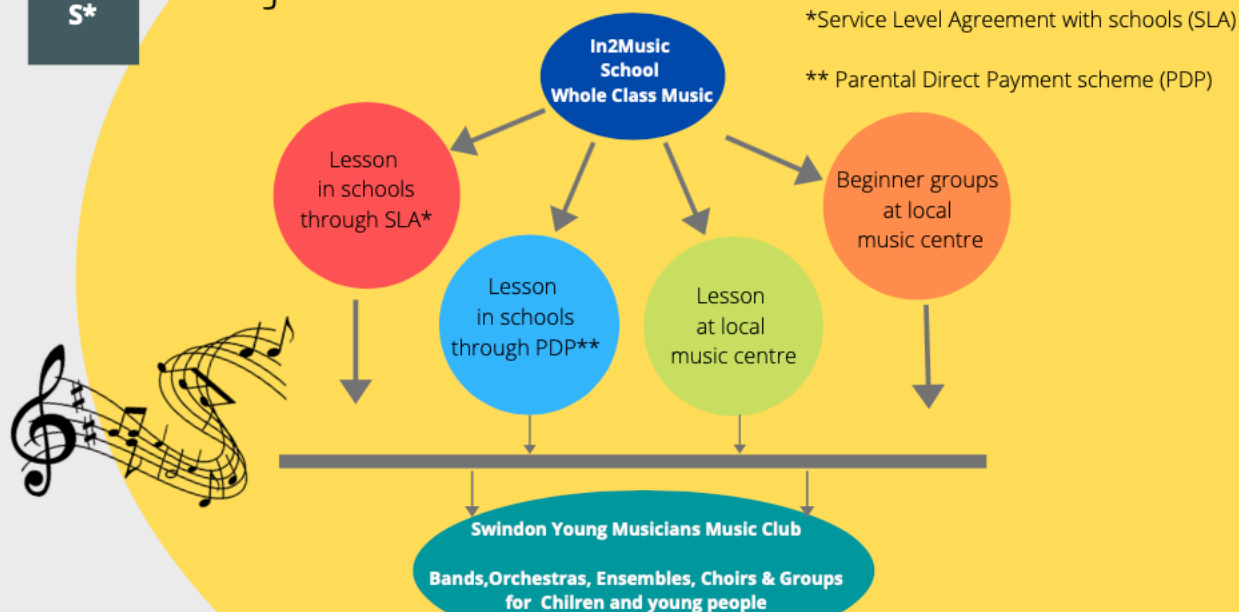 S*
*Service Level Agreement with schools (SLA)
** Parental Direct Payment scheme (PDP)
In2Music
School
Whole Class Music
Lesson
in schools
through SLA*
Lesson
in schools
through PDP**
Lesson
at local
music centre
Beginner groups
at local
music centre
Swindon Young Musicians Music Club
Bands,Orchestras, Ensembles, Choirs & Groups
for Chilren and young people